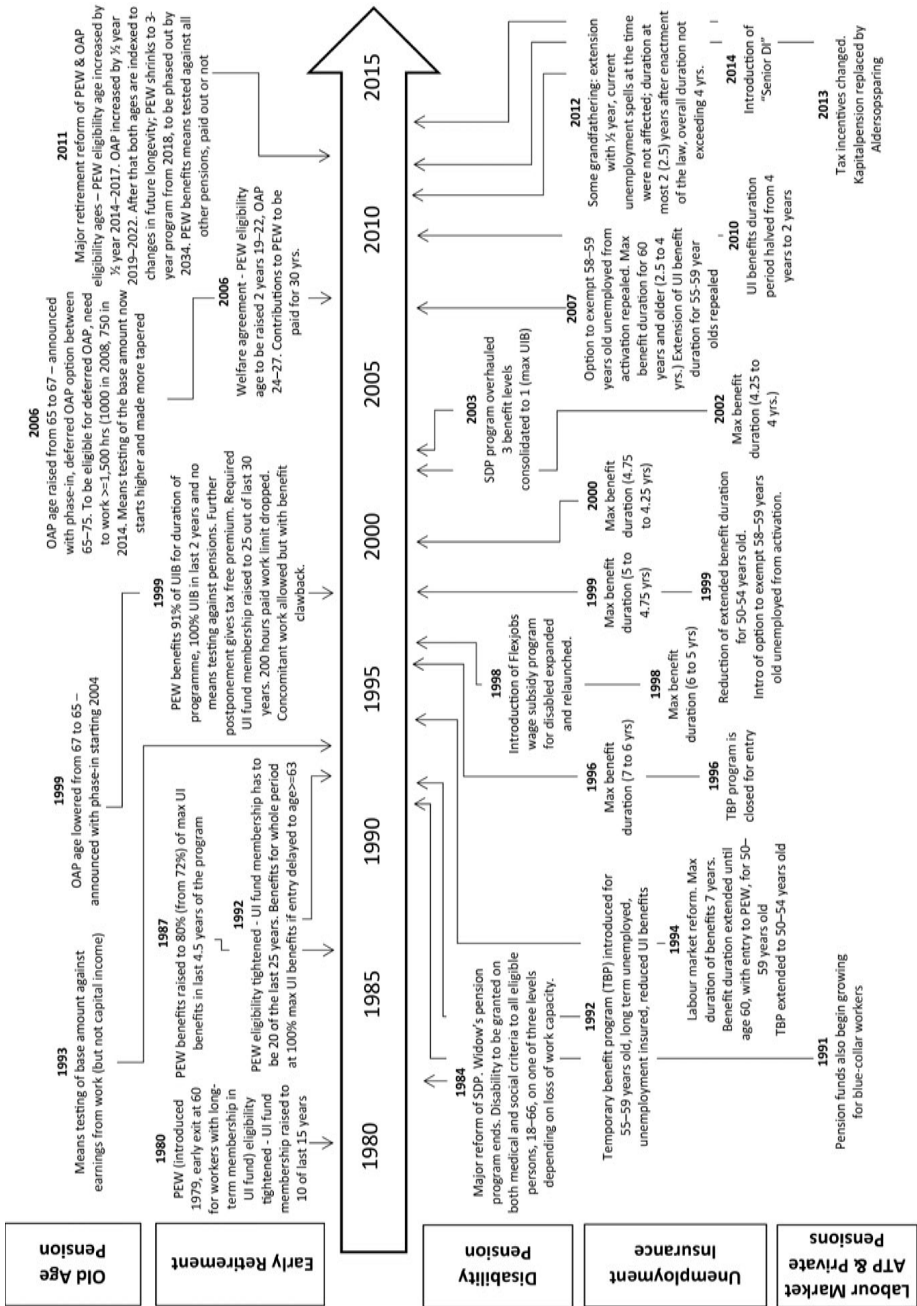 Old Age
Pension
1993
Means testing of base amount against
earnings from work (but not capital income)
1999
OAP age lowered from 67 to 65 –
announced with phase-in starting 2004
2006
OAP age raised from 65 to 67 – announced
with phase-in, deferred OAP option between
65–75. To be eligible for deferred OAP, need
to work >=1,500 hrs (1000 in 2008, 750 in
2014. Means testing of the base amount now
starts higher and made more tapered
2011
Major retirement reform of PEW & OAP
eligibility ages – PEW eligibility age increased by
½ year 2014–2017. OAP increased by ½ year
2019–2022. After that both ages are indexed to
changes in future longevity; PEW shrinks to 3-
year program from 2018, to be phased out by
2034. PEW benefits means tested against all
other pensions, paid out or not
Early Retirement
1980
PEW (introduced
1979, early exit at 60
for workers with long-
term membership in
UI fund) eligibility
tightened - UI fund
membership raised to
10 of last 15 years
1987
PEW benefits raised to 80% (from 72%) of max UI
benefits in last 4.5 years of the program
1992
PEW eligibility tightened - UI fund membership has to
be 20 of the last 25 years. Benefits for whole period
at 100% max UI benefits if entry delayed to age>=63
1999
PEW benefits 91% of UIB for duration of
programme, 100% UIB in last 2 years and no
means testing against pensions. Further
postponement gives tax free premium. Required
UI fund membership raised to 25 out of last 30
years. 200 hours paid work limit dropped.
Concomitant work allowed but with benefit
clawback.
2006
Welfare agreement - PEW eligibility
age to be raised 2 years 19–22, OAP
24–27. Contributions to PEW to be
paid for 30 yrs.
1980
1985
1990
1995
2000
2005
2010
2015
Disability
Pension
1984
Major reform of SDP. Widow's pension
program ends. Disability to be granted on
both medical and social criteria to all eligible
persons, 18–66, on one of three levels
depending on loss of work capacity.
1998
Introduction of Flexjobs
wage subsidy program
for disabled expanded
and relaunched.
2003
SDP program overhauled
3 benefit levels
consolidated to 1 (max UIB)
Unemployment
Insurance
1992
Temporary benefit program (TBP) introduced for
55–59 years old, long term unemployed,
unemployment insured, reduced UI benefits
1994
Labour market reform. Max
duration of benefits 7 years.
Benefit duration extended until
age 60, with entry to PEW, for 50–
59 years old
TBP extended to 50–54 years old
1996
Max benefit
duration (7 to 6 yrs)
1996
TBP program is
closed for entry
1998
Max benefit
duration (6 to 5 yrs)
1999
Max benefit
duration (5 to
4.75 yrs)
1999
Reduction of extended benefit duration
for 50-54 years old.
Intro of option to exempt 58–59 years
old unemployed from activation.
2000
Max benefit
duration (4.75
to 4.25 yrs)
2002
Max benefit
duration (4.25 to
4 yrs.)
2007
Option to exempt 58–59
years old unemployed from
activation repealed. Max
benefit duration for 60
years and older (2.5 to 4
yrs.) Extension of UI benefit
duration for 55-59 year
olds repealed
2010
UI benefits duration
period halved from 4
years to 2 years
2012
Some grandfathering: extension
with ½ year, current
unemployment spells at the time
were not affected; duration at
most 2 (2.5) years after enactment
of the law, overall duration not
exceeding 4 yrs.
2014
Introduction of
“Senior DI”
Labour Market
ATP & Private
Pensions
1991
Pension funds also begin growing
for blue-collar workers
2013
Tax incentives changed.
Kapitalpension replaced by
Aldersopsparing